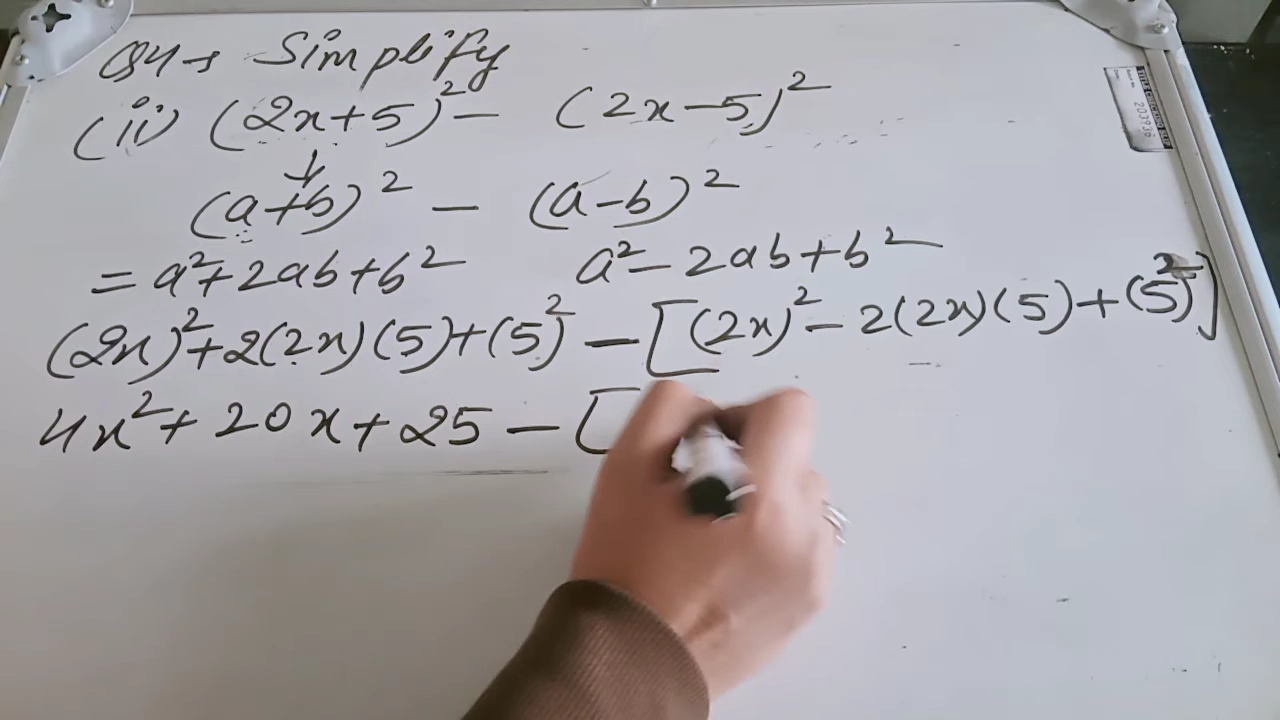 Q4→ Simplify
(ii) (2x+5)² – (2x–5)²
(a+b)² – (a–b)²
= a²+2ab+b² a²–2ab+b²
(2x)²+2(2x)(5)+(5)² – [(2x)²–2(2x)(5)+(5)²]
4x²+20x+25 – [
203930